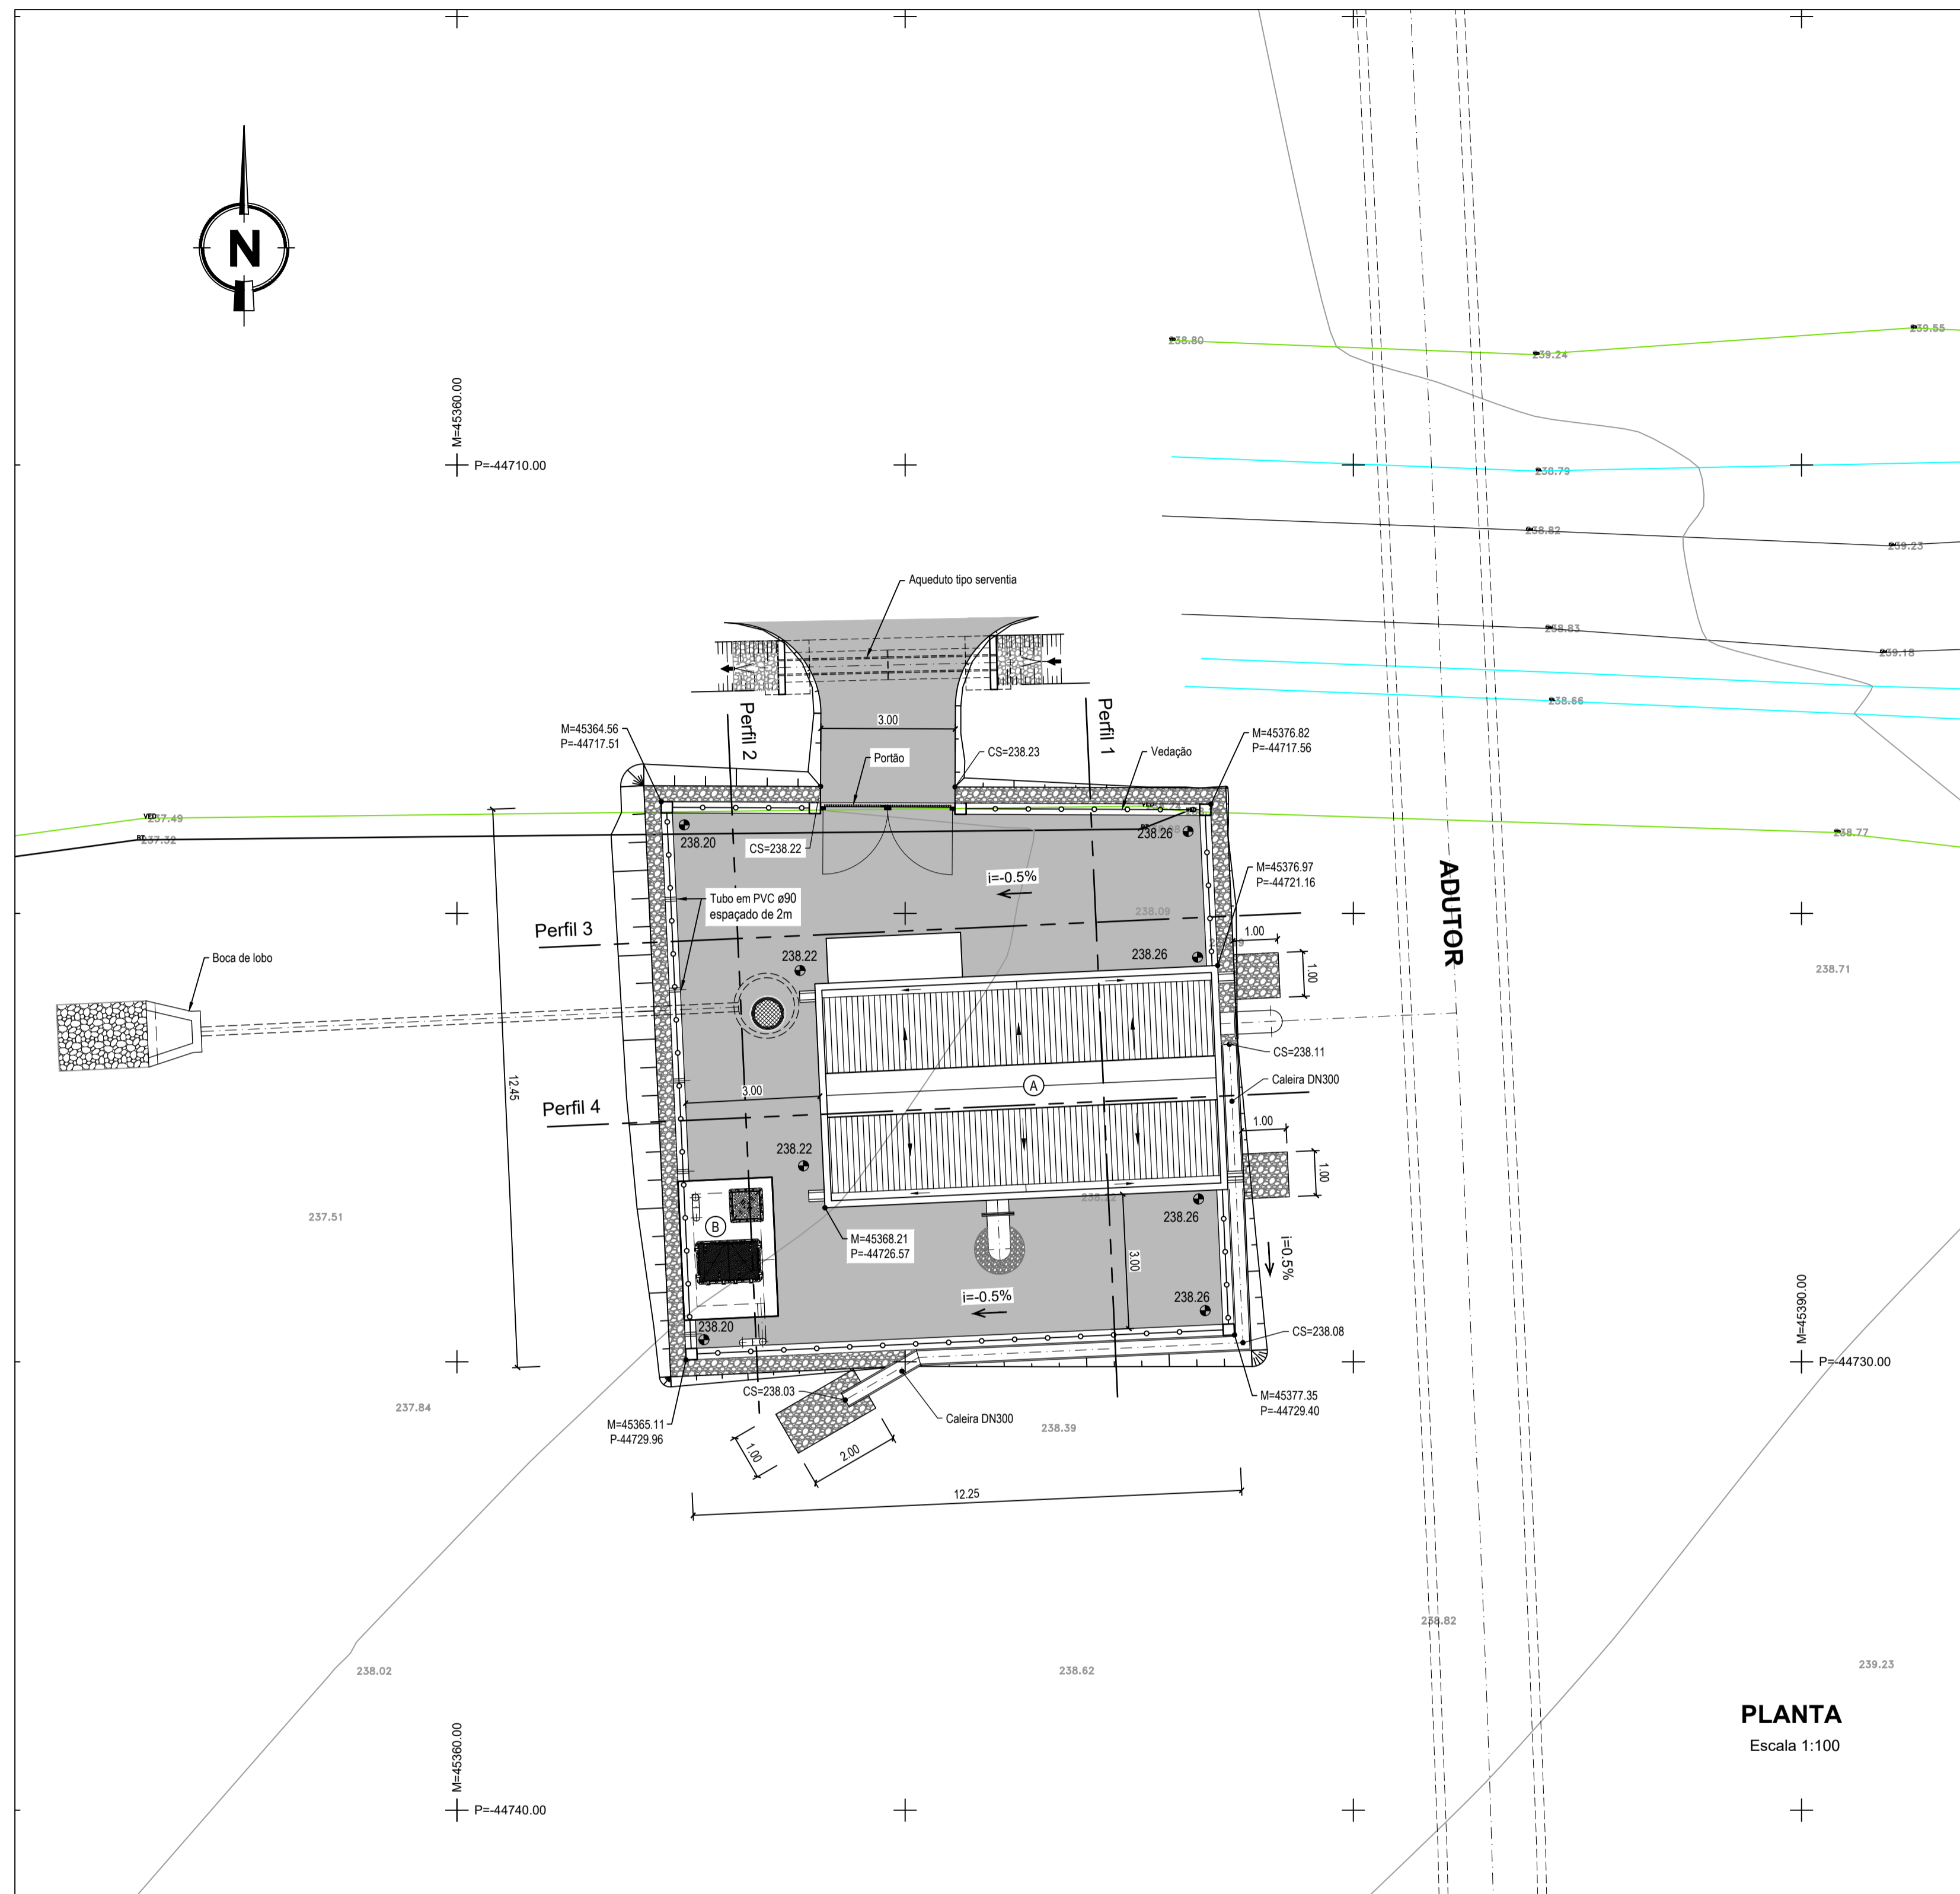 N
M=45360.00
P=-44710.00
238.80
239.24
239.55
238.79
238.82
239.23
238.83
239.18
238.66
Aqueduto tipo serventia
3.00
Perfil 2
Perfil 1
M=45364.56
P=-44717.51
Portão
CS=238.23
Vedação
M=45376.82
P=-44717.56
VED
237.49
BT
237.32
238.20
CS=238.22
VED
BT
238.26
238.77
i=-0.5%
M=45376.97
P=-44721.16
Tubo em PVC ø90
espaçado de 2m
238.09
Perfil 3
238.22
238.26
1.00
1.00
ADUTOR
238.71
Boca de lobo
12.45
3.00
A
CS=238.11
Caleira DN300
Perfil 4
1.00
1.00
238.22
238.26
237.51
B
M=45368.21
P=-44726.57
3.00
i=0.5%
i=-0.5%
238.26
238.20
CS=238.08
M=45390.00
P=-44730.00
CS=238.03
M=45377.35
P=-44729.40
237.84
M=45365.11
P-44729.96
Caleira DN300
238.39
1.00
2.00
12.25
238.82
238.02
238.62
239.23
PLANTA
Escala 1:100
M=45360.00
P=-44740.00